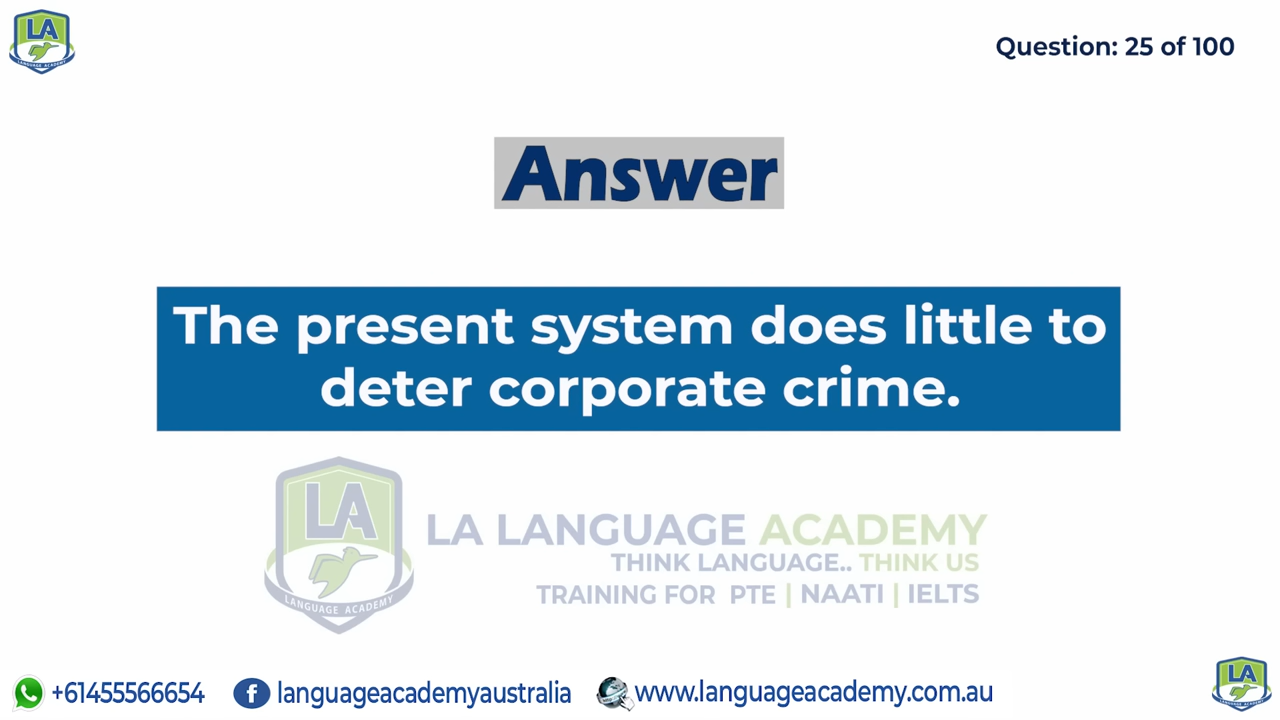 LA
LANGUAGE ACADEMY
Question: 25 of 100
Answer
The present system does little to
deter corporate crime.
LA
LANGUAGE ACADEMY
LA LANGUAGE ACADEMY
THINK LANGUAGE.. THINK US
TRAINING FOR PTE | NAATI | IELTS
+61455566654
languageacademyaustralia
www.languageacademy.com.au
LA
LANGUAGE ACADEMY